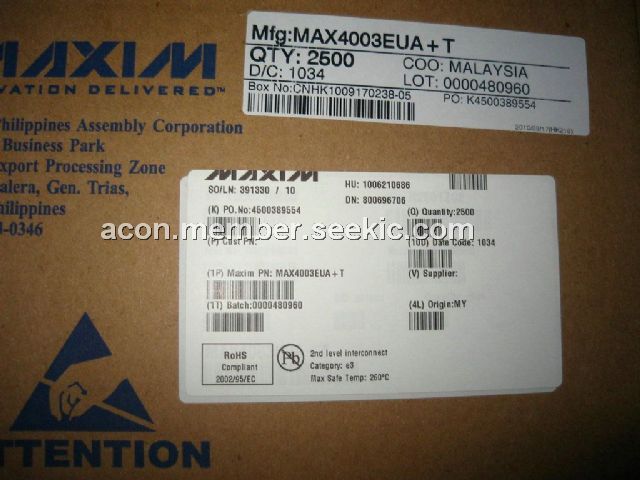 MAXIM
VATION DELIVERED™
Philippines Assembly Corporation
Business Park
Export Processing Zone
alera, Gen. Trias,
hilippines
-0346
ATTENTION
Mfg:MAX4003EUA+T
QTY: 2500 COO: MALAYSIA
D/C: 1034 LOT: 0000480960
Box No:CNHK1009170238-05 PO: K4500389554
MAXIM
SO/LN: 391330 / 10 HU: 1006210686
DN: 800696706
(K) PO.No:4500389554 (Q) Quantity:2500
(P) Cust PN: (10D) Date Code: 1034
(1P) Maxim PN: MAX4003EUA+T (V) Supplier:
(1T) Batch:0000480960 (4L) Origin:MY
RoHS
Compliant
2002/95/EC
Pb
2nd level interconnect
Category: e3
Max Safe Temp: 260°C
acon.member.seekic.com